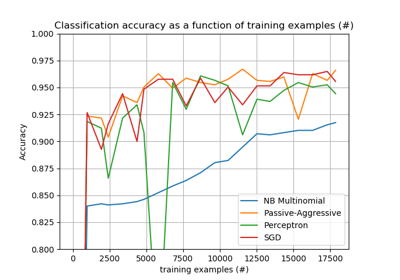 Classification accuracy as a function of training examples (#)
1.000
0.975
0.950
0.925
0.900
0.875
0.850
0.825
0.800
Accuracy
NB Multinomial
Passive-Aggressive
Perceptron
SGD
0 2500 5000 7500 10000 12500 15000 17500
training examples (#)